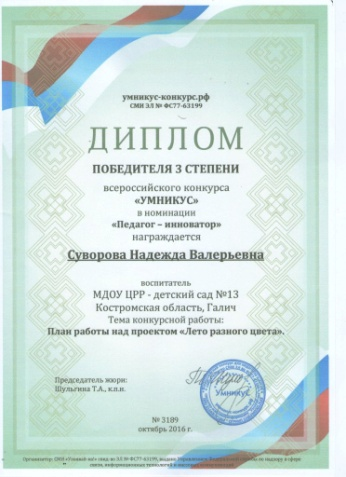 умникус-конкурс.рф
СМИ ЭЛ № ФС77-63199
ДИПЛОМ
ПОБЕДИТЕЛЯ 3 СТЕПЕНИ
всероссийского конкурса
«УМНИКУС»
в номинации
«Педагог – инноватор»
награждается
Суворова Надежда Валерьевна
воспитатель
МДОУ ЦРР - детский сад №13
Костромская область, Галич
Тема конкурсной работы:
План работы над проектом «Лето разного цвета».
Председатель жюри:
Шульгина Т.А., к.п.н.
УМНИКУС
№ 3189
октябрь 2016 г.